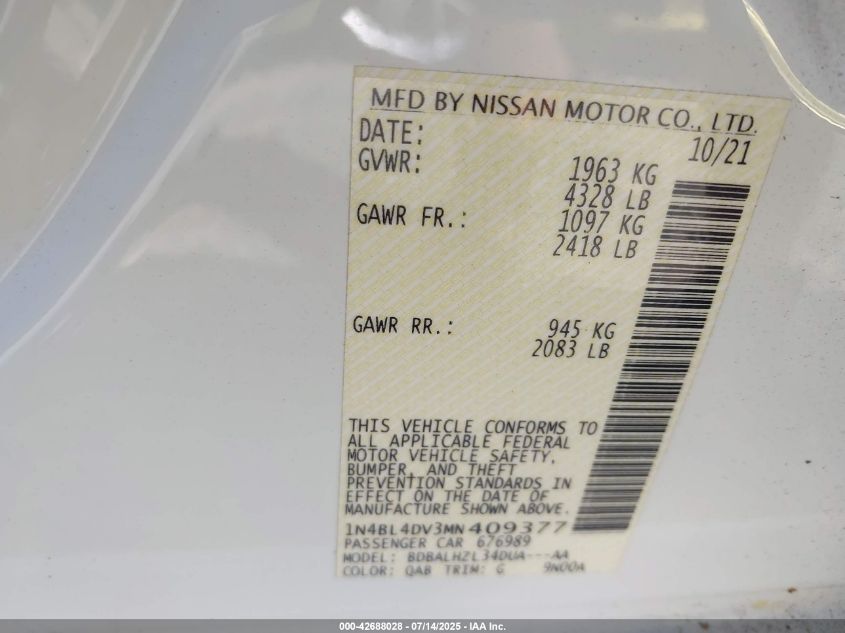 MFD BY NISSAN MOTOR CO., LTD.
DATE: 10/21
GVWR: 1963 KG
4328 LB
GAWR FR.: 1097 KG
2418 LB
GAWR RR.: 945 KG
2083 LB
THIS VEHICLE CONFORMS TO
ALL APPLICABLE FEDERAL
MOTOR VEHICLE SAFETY,
BUMPER, AND THEFT
PREVENTION STANDARDS IN
EFFECT ON THE DATE OF
MANUFACTURE SHOWN ABOVE.
1N4BL4DV3MN409377
PASSENGER CAR 676989
MODEL: BDBALHZL34DUA---AA
COLOR: QAB TRIM: G 9N00A
000-42688028 - 07/14/2025 - IAA Inc.